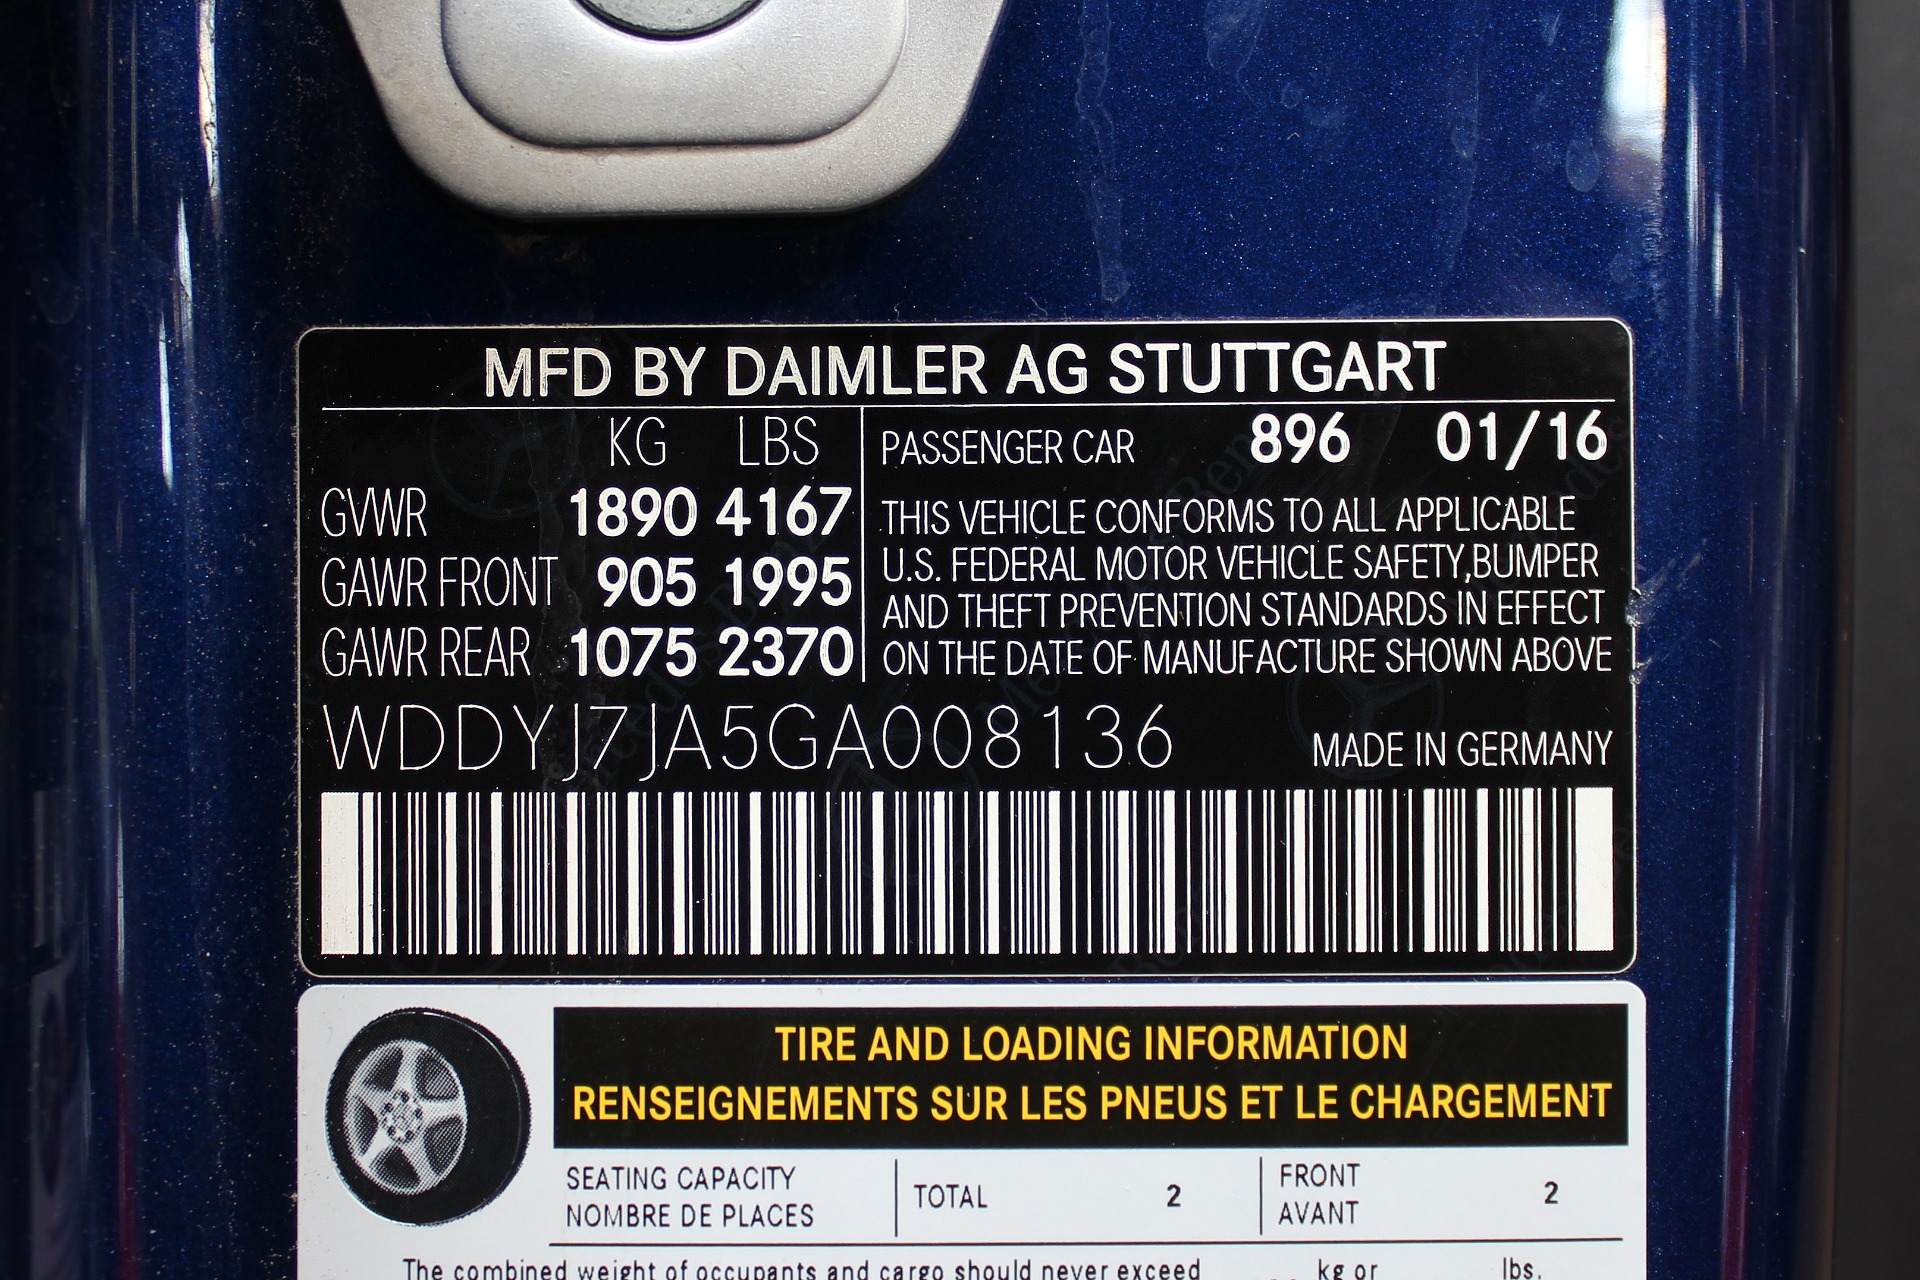 MFD BY DAIMLER AG STUTTGART
KG LBS
GVWR 1890 4167
GAWR FRONT 905 1995
GAWR REAR 1075 2370
PASSENGER CAR 896 01/16
THIS VEHICLE CONFORMS TO ALL APPLICABLE
U.S. FEDERAL MOTOR VEHICLE SAFETY,BUMPER
AND THEFT PREVENTION STANDARDS IN EFFECT
ON THE DATE OF MANUFACTURE SHOWN ABOVE
WDDYJ7JA5GA008136
MADE IN GERMANY
TIRE AND LOADING INFORMATION
RENSEIGNEMENTS SUR LES PNEUS ET LE CHARGEMENT
SEATING CAPACITY
NOMBRE DE PLACES
TOTAL 2
FRONT
AVANT
2
The combined weight of occupants and cargo should never exceed kg or lbs.